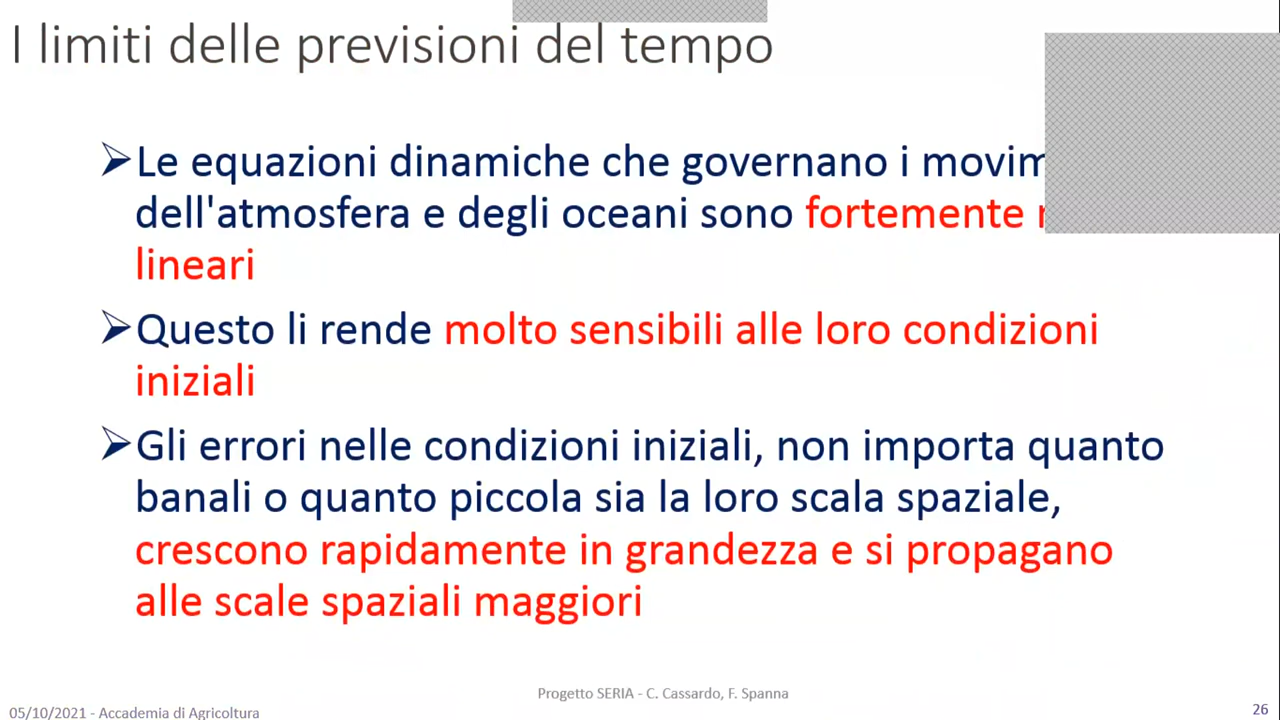 I limiti delle previsioni del tempo
➢Le equazioni dinamiche che governano i
dell'atmosfera e degli oceani sono fortemente
lineari
➢Questo li rende molto sensibili alle loro condizioni
iniziali
➢Gli errori nelle condizioni iniziali, non importa quanto
banali o quanto piccola sia la loro scala spaziale,
crescono rapidamente in grandezza e si propagano
alle scale spaziali maggiori
Progetto SERIA - C. Cassardo, F. Spanna
05/10/2021 - Accademia di Agricoltura
26